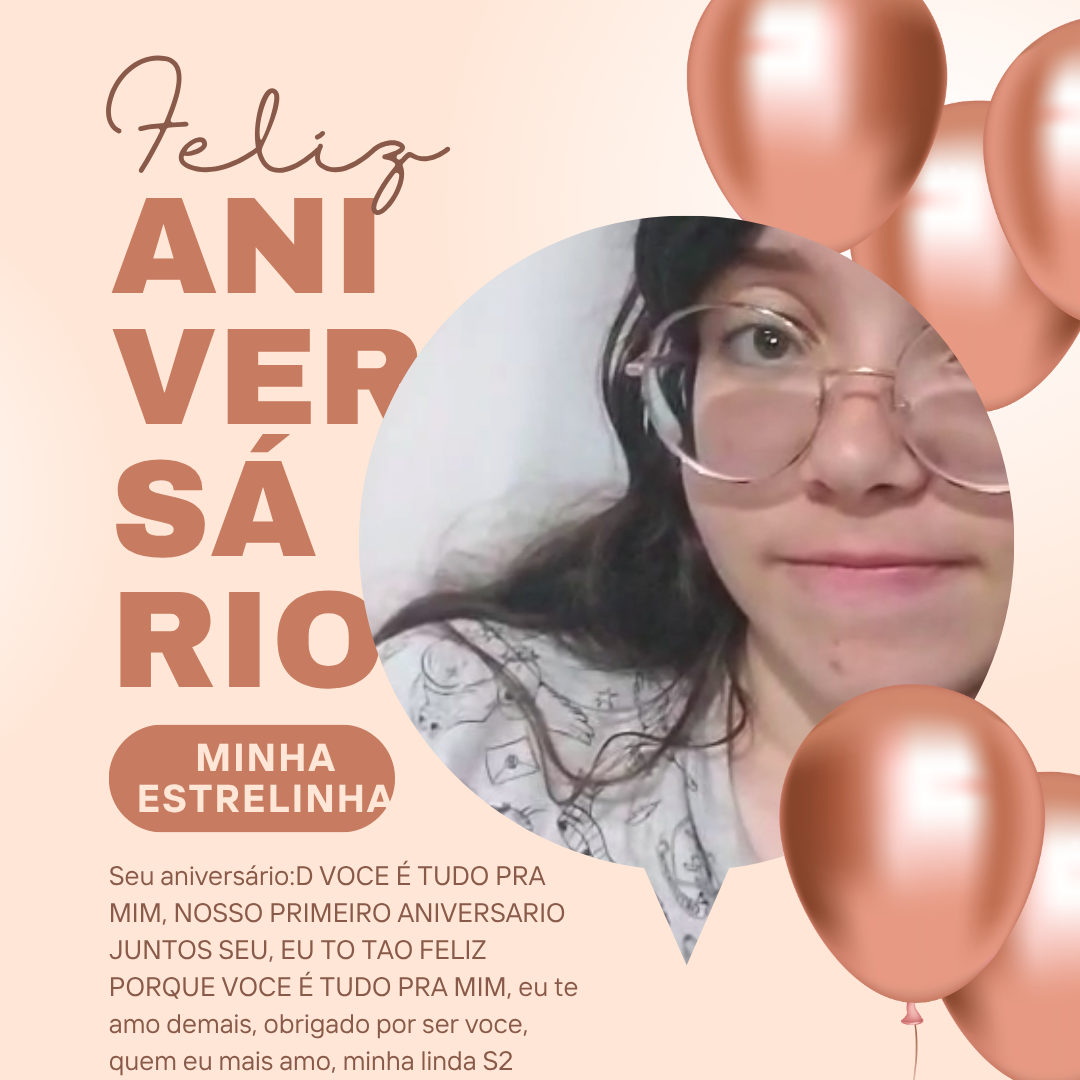 Feliz
ANI
VER
SÁ
RIO
MINHA
ESTRELINHA
Seu aniversário:D VOCE É TUDO PRA
MIM, NOSSO PRIMEIRO ANIVERSARIO
JUNTOS SEU, EU TO TAO FELIZ
PORQUE VOCE É TUDO PRA MIM, eu te
amo demais, obrigado por ser voce,
quem eu mais amo, minha linda S2